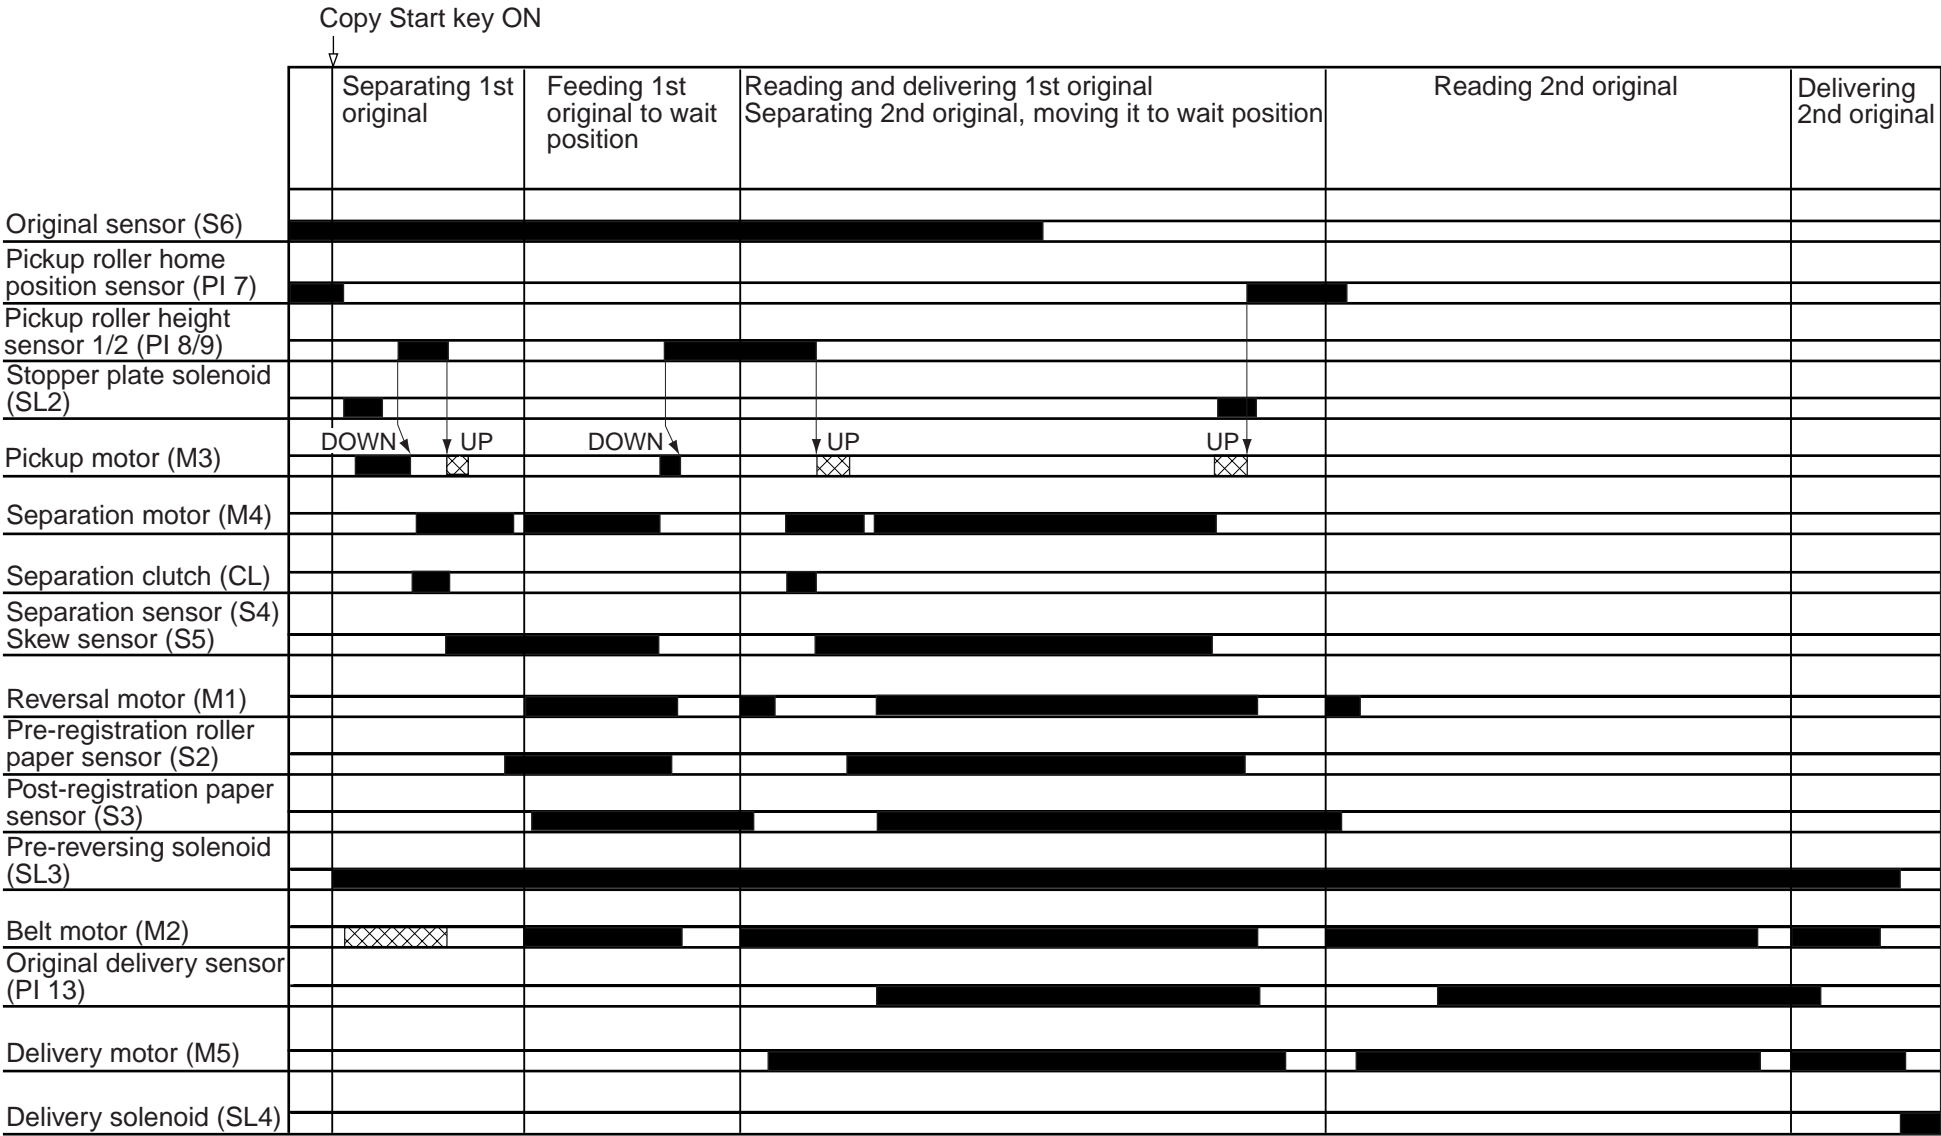 Copy Start key ON
Separating 1st
original
Feeding 1st
original to wait
position
Reading and delivering 1st original
Separating 2nd original, moving it to wait position
Reading 2nd original
Delivering
2nd original
Original sensor (S6)
Pickup roller home
position sensor (PI 7)
Pickup roller height
sensor 1/2 (PI 8/9)
Stopper plate solenoid
(SL2)
DOWN UP DOWN UP UP
Pickup motor (M3)
Separation motor (M4)
Separation clutch (CL)
Separation sensor (S4)
Skew sensor (S5)
Reversal motor (M1)
Pre-registration roller
paper sensor (S2)
Post-registration paper
sensor (S3)
Pre-reversing solenoid
(SL3)
Belt motor (M2)
Original delivery sensor
(PI 13)
Delivery motor (M5)
Delivery solenoid (SL4)